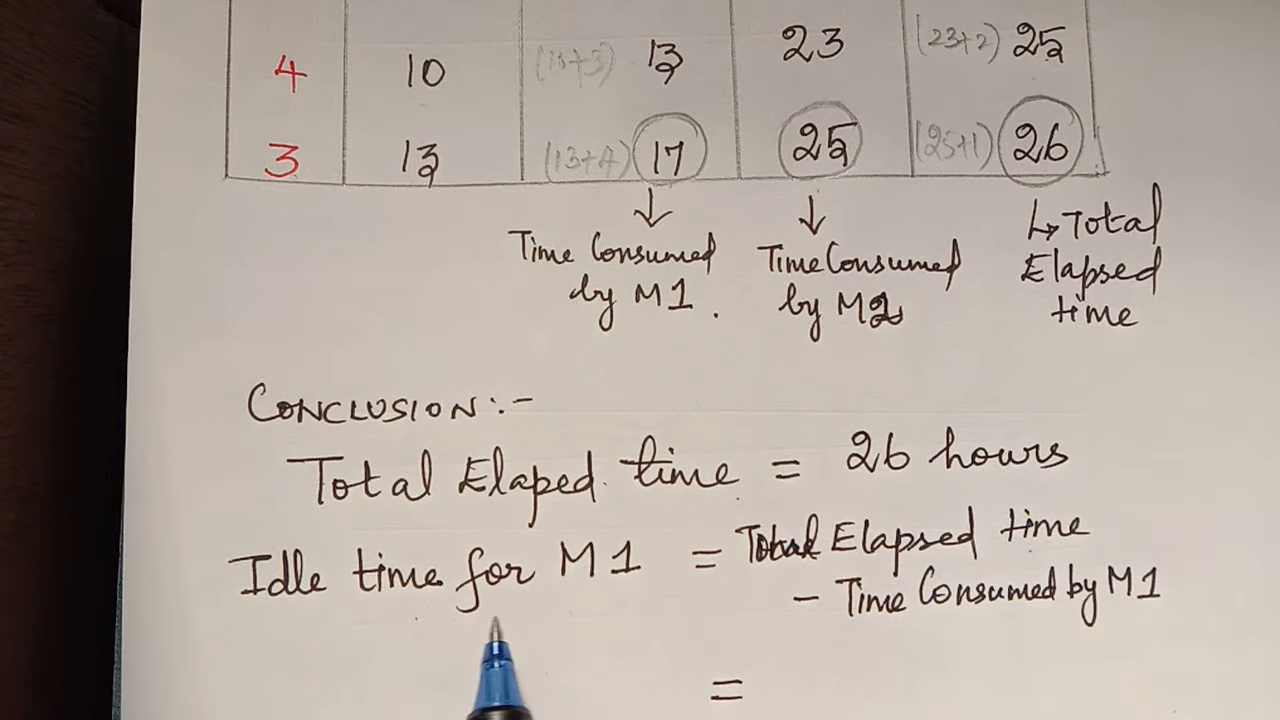 4 10 (10+3) 13 23 (23+2) 25
3 13 (13+4) 17 25 (25+1) 26
Time Consumed by M1.
Time Consumed by M2
↳ Total Elapsed time
CONCLUSION:-
Total Elaped. time = 26 hours
Idle time for M1 = Total Elapsed time
- Time Consumed by M1
=